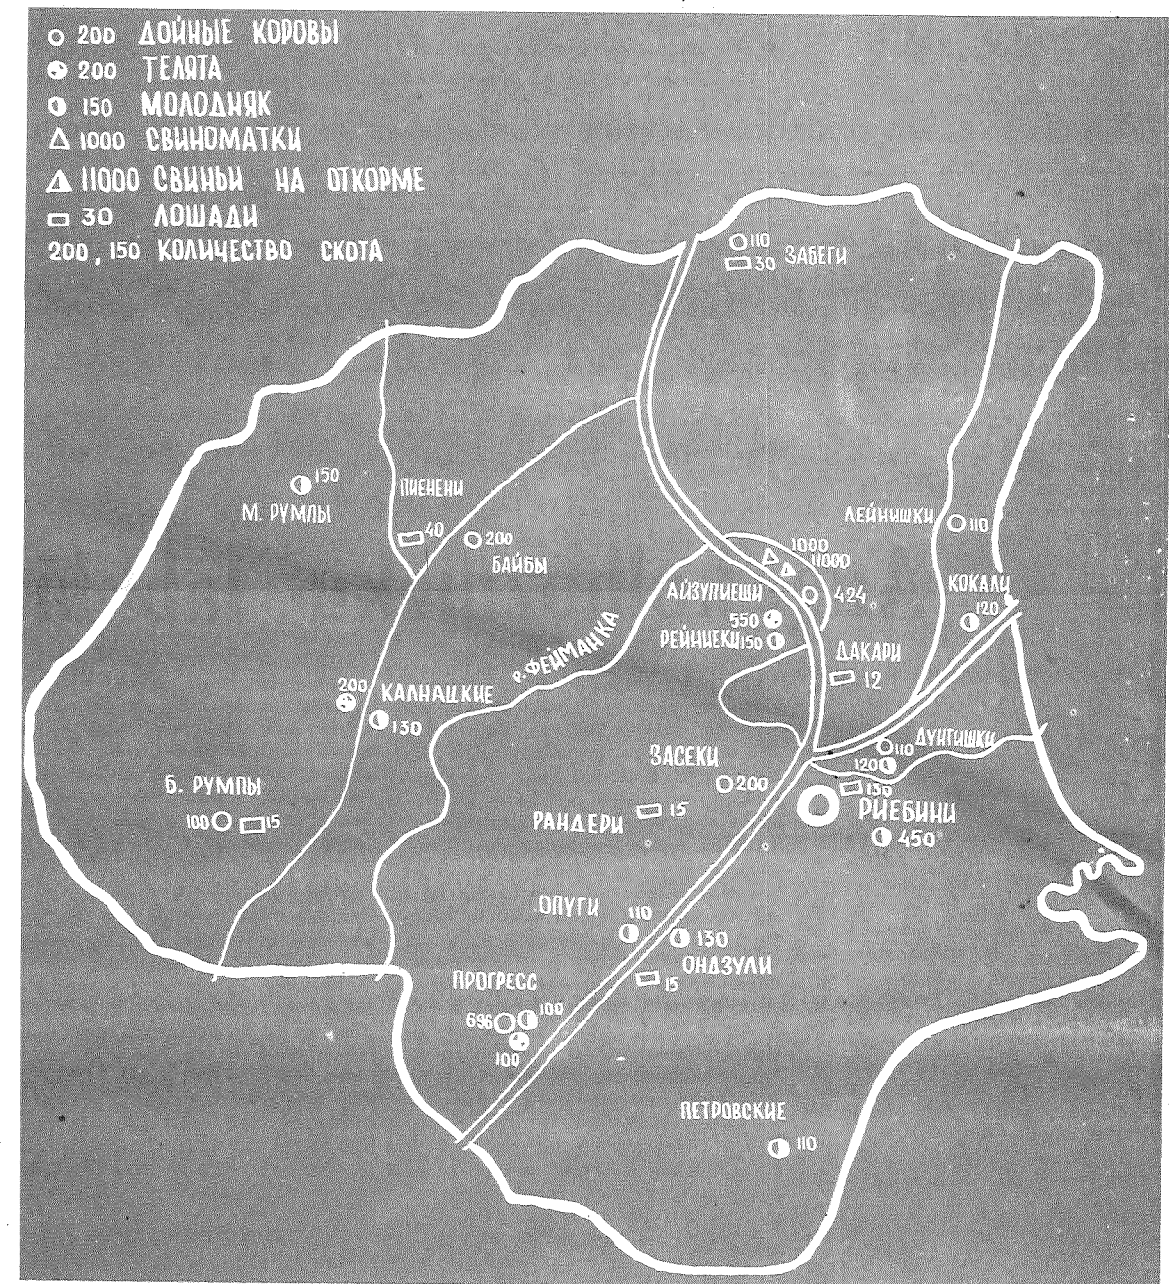 200 ДОЙНЫЕ КОРОВЫ
200 ТЕЛЯТА
150 МОЛОДНЯК
1000 СВИНОМАТКИ
11000 СВИНЬИ НА ОТКОРМЕ
30 ЛОШАДИ
200, 150 КОЛИЧЕСТВО СКОТА
110
30 ЗАБЕГИ
150
М. РУМПЫ
ПИЕНЕНИ
40
200
БАЙБЫ
ЛЕЙНИШКИ
110
1000
11000
АЙЗУПИЕШИ
424
550
РЕЙНИЕКИ 150
КОКАЛИ
120
р. ФЕЙМАНКА
ДАКАРИ
12
200
КАЛНАЦКИЕ
130
ДУНТИШКИ
110
120
ЗАСЕКИ
200
130
РИЕБИНИ
450
Б. РУМПЫ
100
15
РАНДЕРИ
15
ОПУГИ
110
130
ОНДЗУЛИ
15
ПРОГРЕСС
696
100
100
ПЕТРОВСКИЕ
110